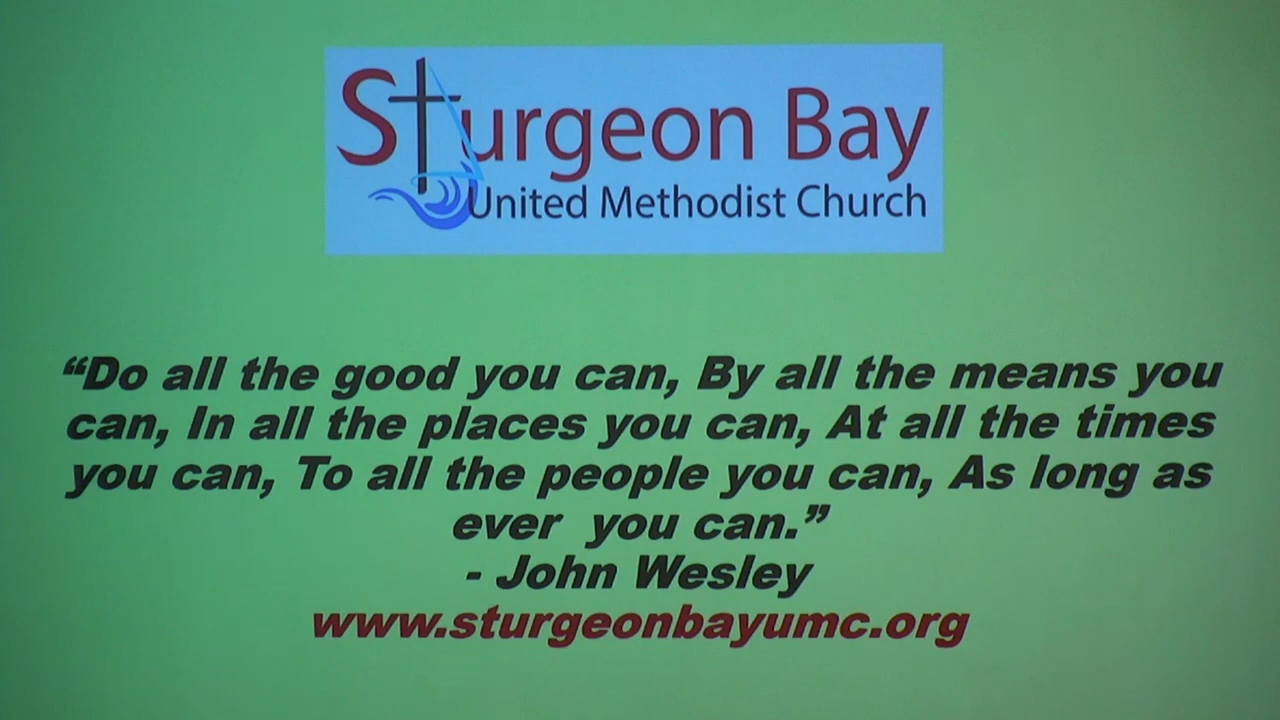 Sturgeon Bay
United Methodist Church
“Do all the good you can, By all the means you
can, In all the places you can, At all the times
you can, To all the people you can, As long as
ever  you can.”
- John Wesley
www.sturgeonbayumc.org